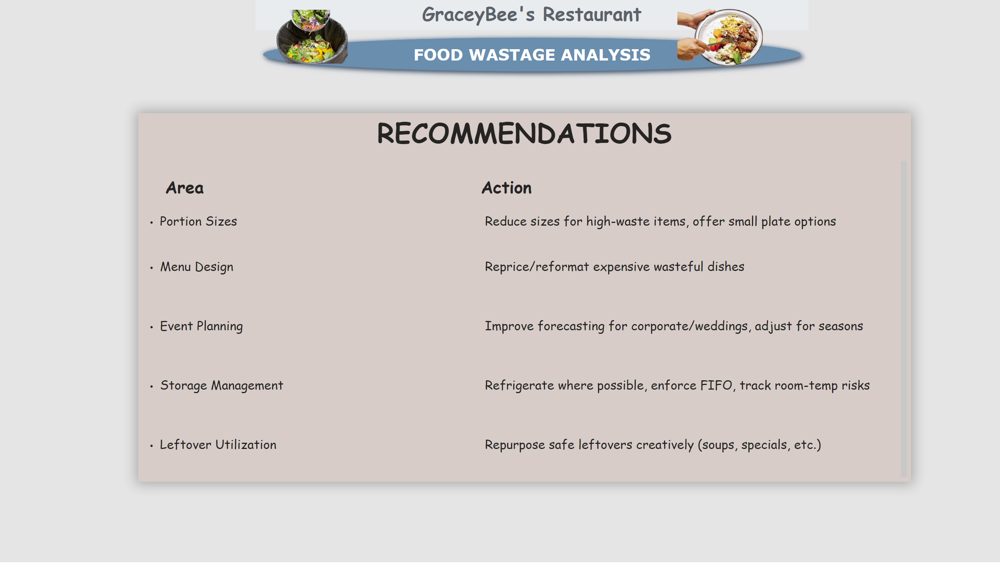 GraceyBee's Restaurant
FOOD WASTAGE ANALYSIS
RECOMMENDATIONS
Area Action
• Portion Sizes Reduce sizes for high-waste items, offer small plate options
• Menu Design Reprice/reformat expensive wasteful dishes
• Event Planning Improve forecasting for corporate/weddings, adjust for seasons
• Storage Management Refrigerate where possible, enforce FIFO, track room-temp risks
• Leftover Utilization Repurpose safe leftovers creatively (soups, specials, etc.)